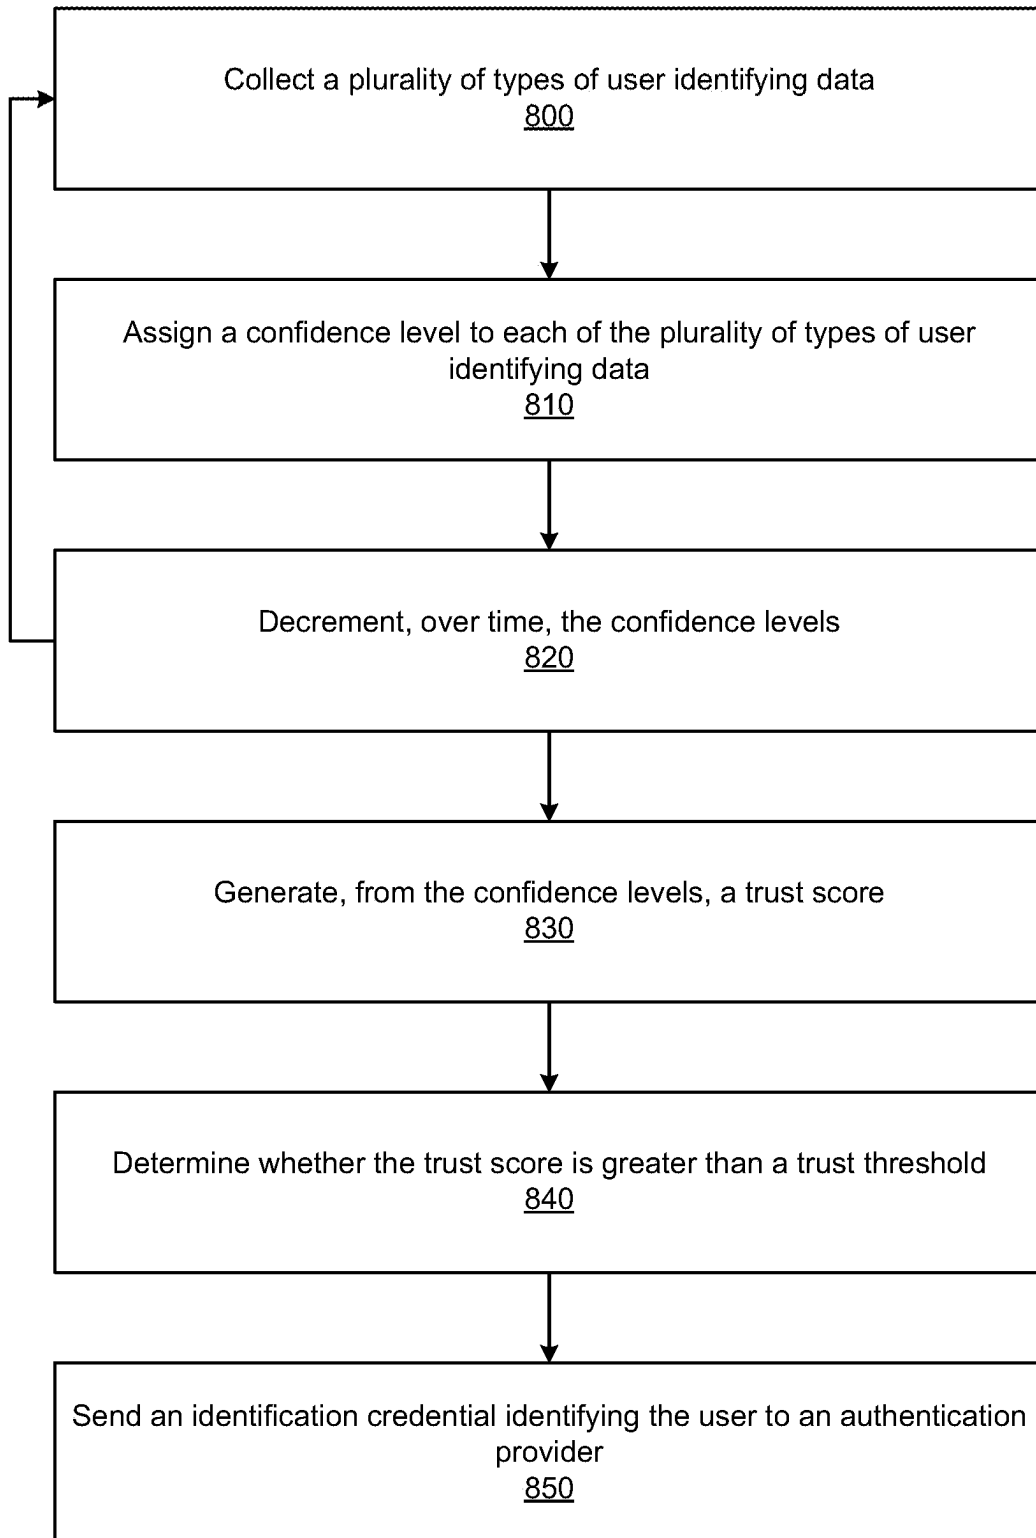 Collect a plurality of types of user identifying data
800
Assign a confidence level to each of the plurality of types of user
identifying data
810
Decrement, over time, the confidence levels
820
Generate, from the confidence levels, a trust score
830
Determine whether the trust score is greater than a trust threshold
840
Send an identification credential identifying the user to an authentication
provider
850